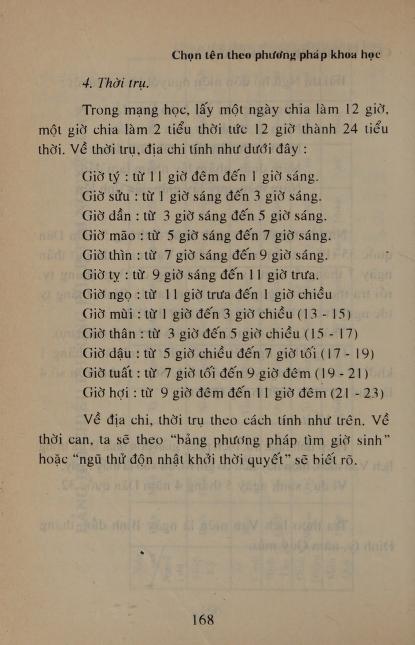 Chọn tên theo phương pháp khoa học
4. Thời trụ.
Trong mạng học, lấy một ngày chia làm 12 giờ,
một giờ chia làm 2 tiểu thời tức 12 giờ thành 24 tiểu
thời. Về thời trụ, địa chi tính như dưới đây :
Giờ tý : từ 11 giờ đêm đến 1 giờ sáng.
Giờ sửu : từ 1 giờ sáng đến 3 giờ sáng.
Giờ dần : từ 3 giờ sáng đến 5 giờ sáng.
Giờ mão : từ 5 giờ sáng đến 7 giờ sáng.
Giờ thìn : từ 7 giờ sáng đến 9 giờ sáng.
Giờ tỵ : từ 9 giờ sáng đến 11 giờ trưa.
Giờ ngọ : từ 11 giờ trưa đến 1 giờ chiều
Giờ mùi : từ 1 giờ đến 3 giờ chiều (13 - 15)
Giờ thân : từ 3 giờ đến 5 giờ chiều (15 - 17)
Giờ dậu : từ 5 giờ chiều đến 7 giờ tối (17 - 19)
Giờ tuất : từ 7 giờ tối đến 9 giờ đêm (19 - 21)
Giờ hợi : từ 9 giờ đêm đến 11 giờ đêm (21 - 23)
Về địa chi, thời trụ theo cách tính như trên. Về
thời can, ta sẽ theo “bảng phương pháp tìm giờ sinh”
hoặc “ngũ thử độn nhật khởi thời quyết” sẽ biết rõ.
168